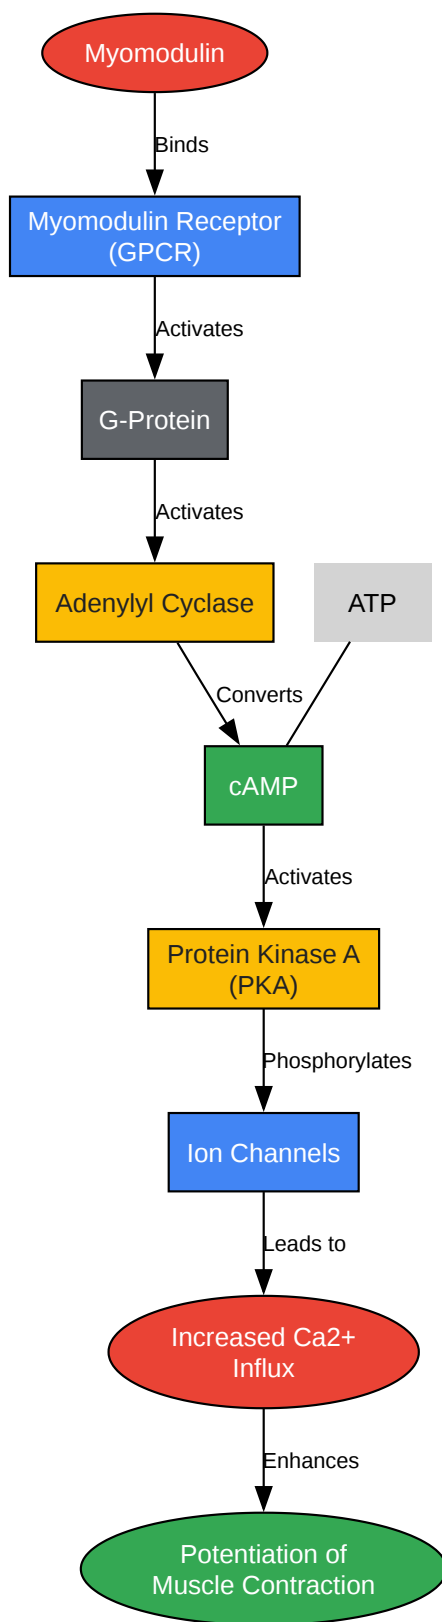 Myomodulin
Binds
Myomodulin Receptor
(GPCR)
Activates
G-Protein
Activates
Adenylyl Cyclase
ATP
Converts
cAMP
Activates
Protein Kinase A
(PKA)
Phosphorylates
Ion Channels
Leads to
Increased Ca2+
Influx
Enhances
Potentiation of
Muscle Contraction